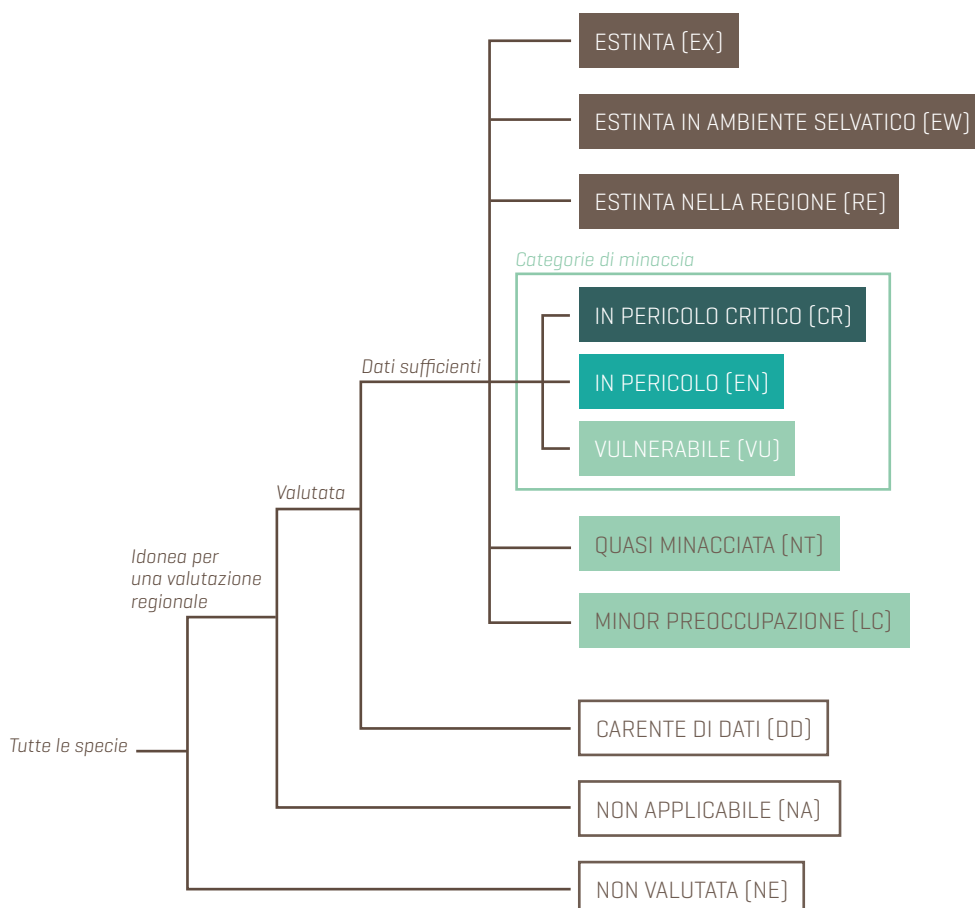 ESTINTA (EX)
ESTINTA IN AMBIENTE SELVATICO (EW)
ESTINTA NELLA REGIONE (RE)
Categorie di minaccia
IN PERICOLO CRITICO (CR)
Dati sufficienti
IN PERICOLO (EN)
VULNERABILE (VU)
Valutata
QUASI MINACCIATA (NT)
Idonea per
una valutazione
regionale
MINOR PREOCCUPAZIONE (LC)
CARENTE DI DATI (DD)
Tutte le specie
NON APPLICABILE (NA)
NON VALUTATA (NE)